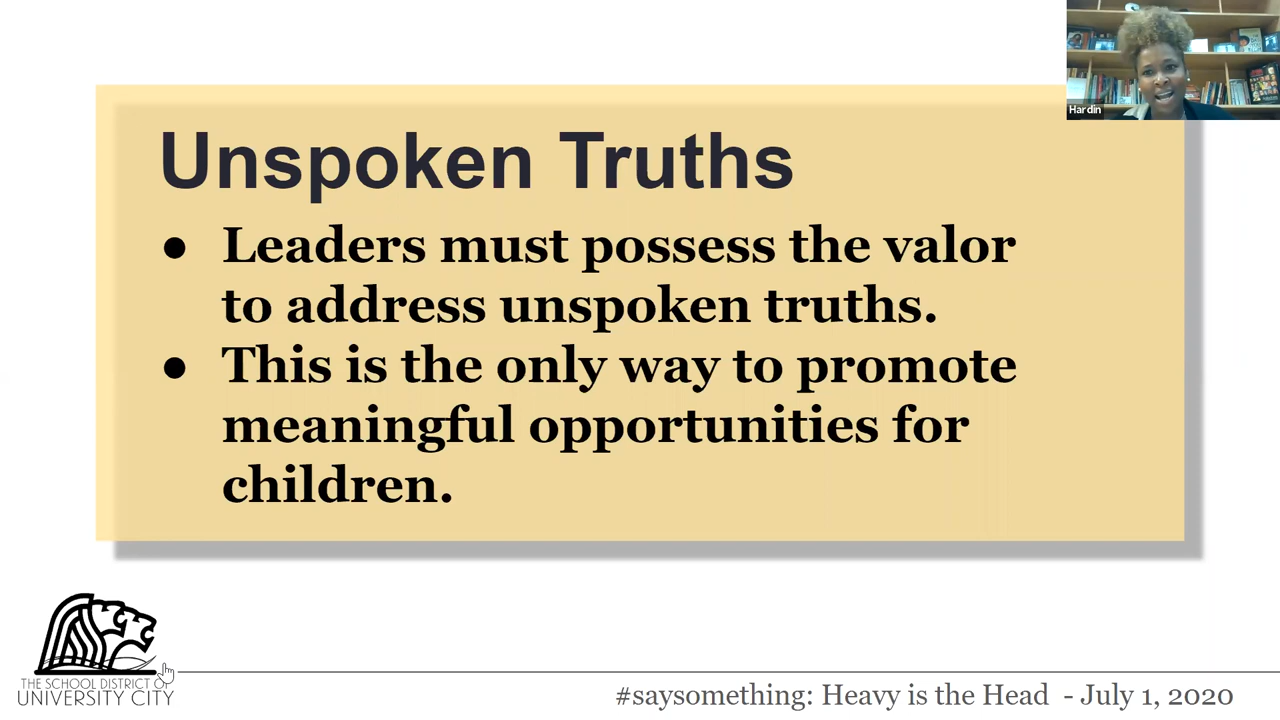 Hardin
Unspoken Truths
● Leaders must possess the valor
to address unspoken truths.
● This is the only way to promote
meaningful opportunities for
children.
THE SCHOOL DISTRICT OF
UNIVERSITY CITY
#saysomething: Heavy is the Head - July 1, 2020